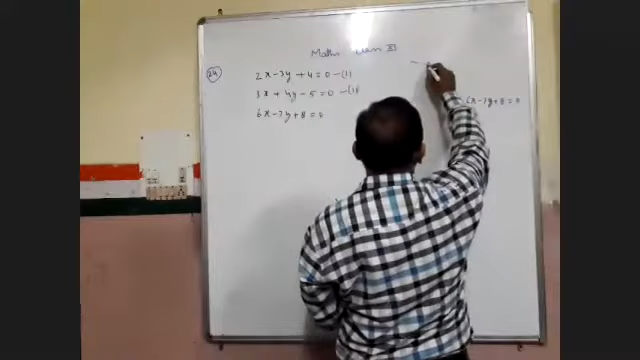 Maths Class XI
24
2x-3y+4=0 -(1)
3x+4y-5=0 -(11)
6x-7y+8=0
6x-7y+8=0